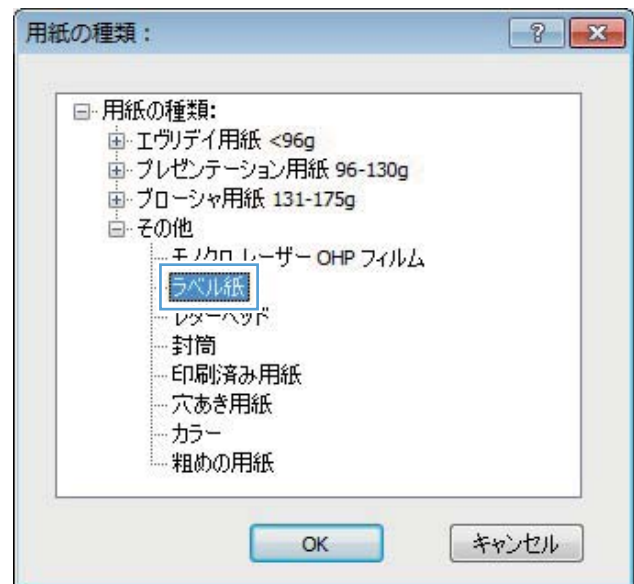 用紙の種類：
用紙の種類:
エヴリデイ用紙 <96g
プレゼンテーション用紙 96-130g
ブローシャ用紙 131-175g
その他
モノクロ レーザー OHP フィルム
ラベル紙
レターヘッド
封筒
印刷済み用紙
穴あき用紙
カラー
粗めの用紙
OK キャンセル